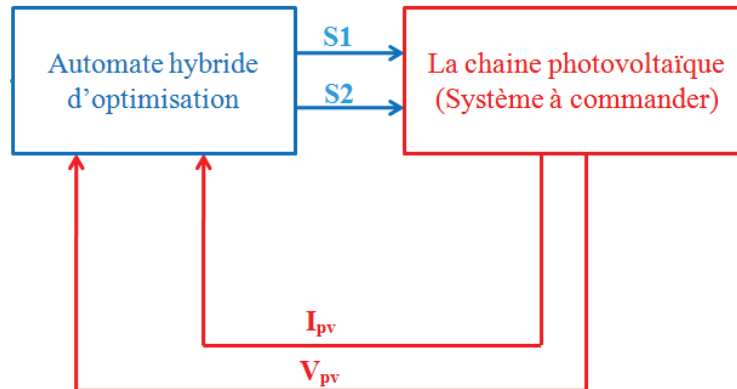 Automate hybride
d'optimisation
S1
S2
La chaine photovoltaïque
(Système à commander)
Ipv
Vpv